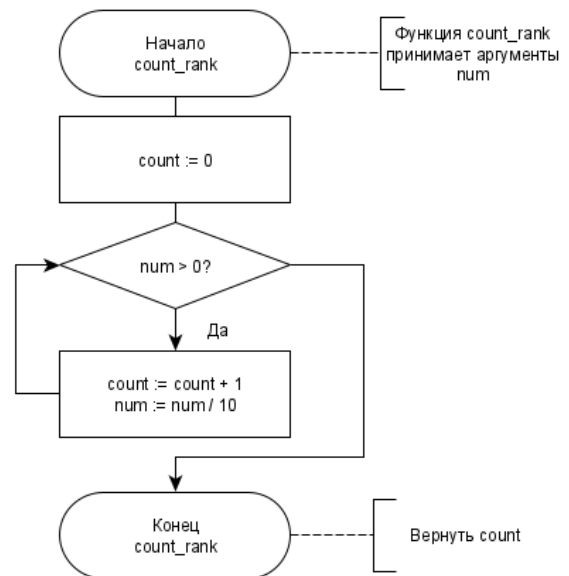 Начало
count_rank
Функция count_rank
принимает аргументы
num
count := 0
num > 0?
Да
count := count + 1
num := num / 10
Конец
count_rank
Вернуть count